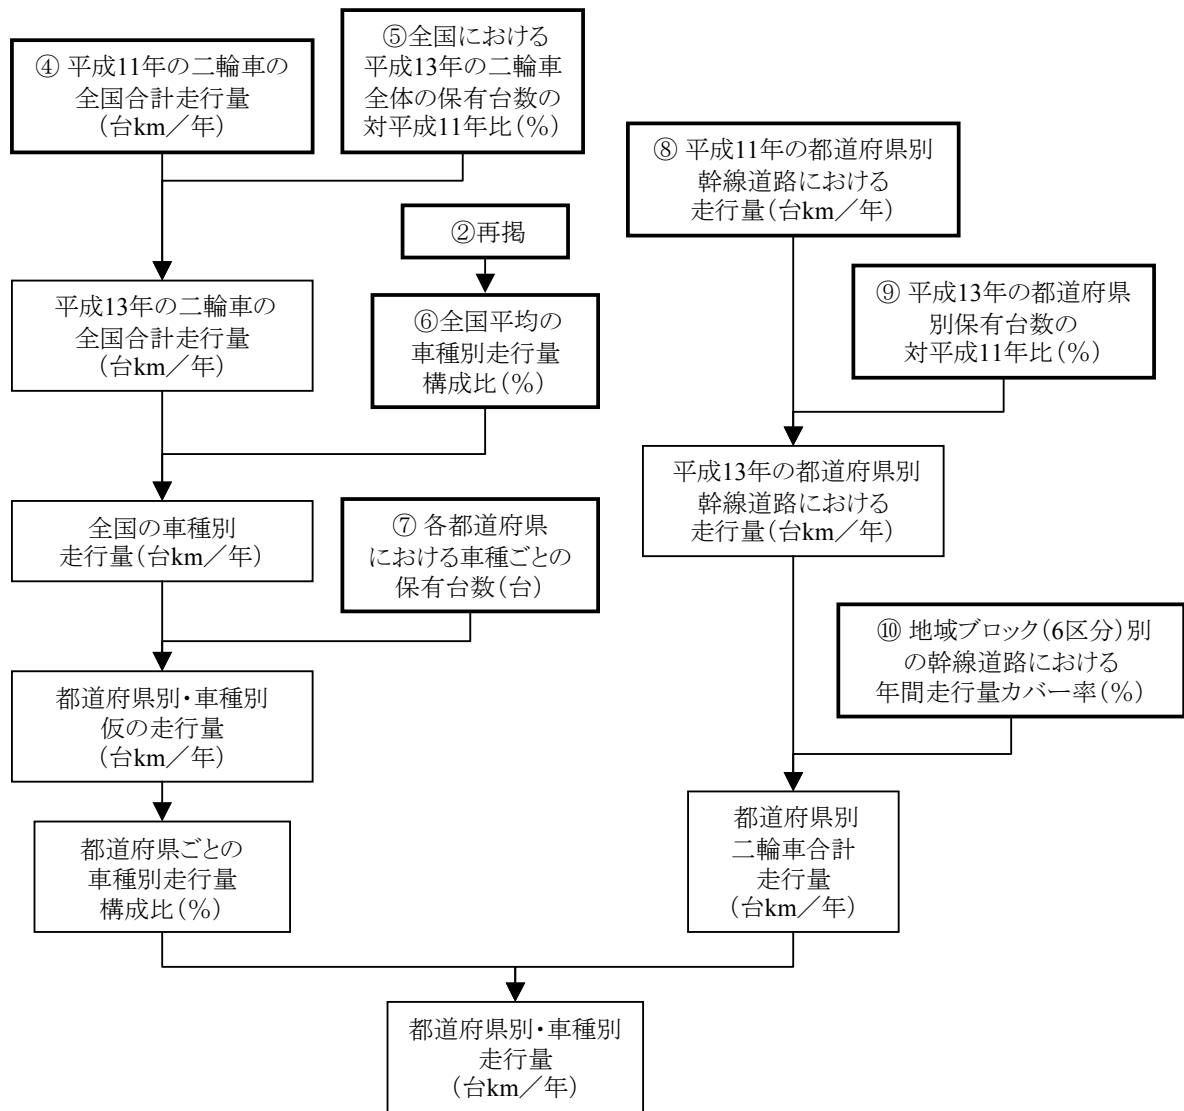 ④ 平成11年の二輪車の
全国合計走行量
(台km／年)
⑤全国における
平成13年の二輪車
全体の保有台数の
対平成11年比(%)
⑧ 平成11年の都道府県別
幹線道路における
走行量(台km／年)
②再掲
⑨ 平成13年の都道府県
別保有台数の
対平成11年比(%)
平成13年の二輪車の
全国合計走行量
(台km／年)
⑥全国平均の
車種別走行量
構成比(%)
平成13年の都道府県別
幹線道路における
走行量(台km／年)
全国の車種別
走行量(台km／年)
⑦ 各都道府県
における車種ごとの
保有台数(台)
⑩ 地域ブロック(6区分)別
の幹線道路における
年間走行量カバー率(%)
都道府県別・車種別
仮の走行量
(台km／年)
都道府県ごとの
車種別走行量
構成比(%)
都道府県別
二輪車合計
走行量
(台km／年)
都道府県別・車種別
走行量
(台km／年)